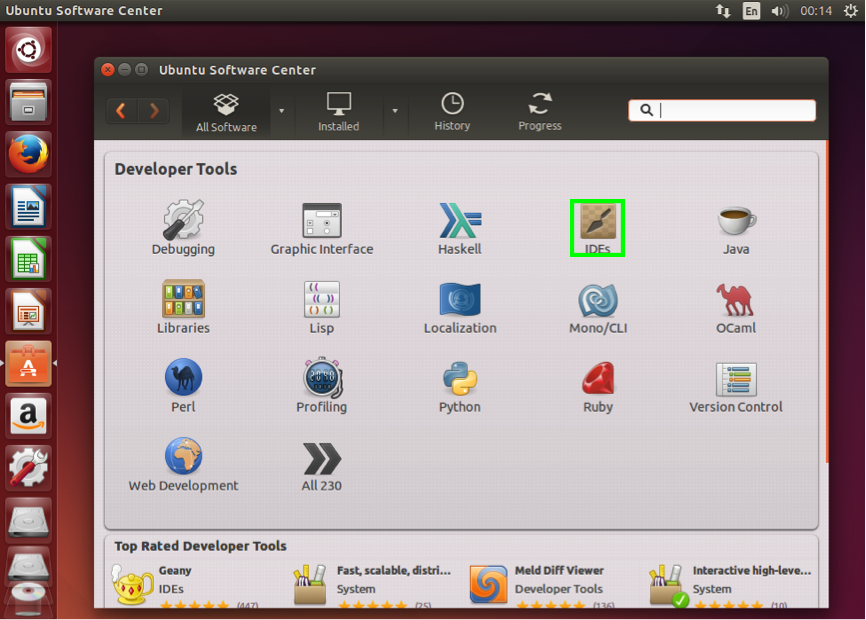 Ubuntu Software Center
En
00:14
Ubuntu Software Center
All Software
Installed
History
Progress
Developer Tools
Debugging
Graphic Interface
Haskell
IDEs
Java
Libraries
Lisp
Localization
Mono/CLI
OCaml
Perl
Profiling
Python
Ruby
Version Control
Web Development
All 230
Top Rated Developer Tools
Geany
IDEs
(447)
Fast, scalable, distri...
System
(25)
Meld Diff Viewer
Developer Tools
(136)
Interactive high-leve...
System
(10)